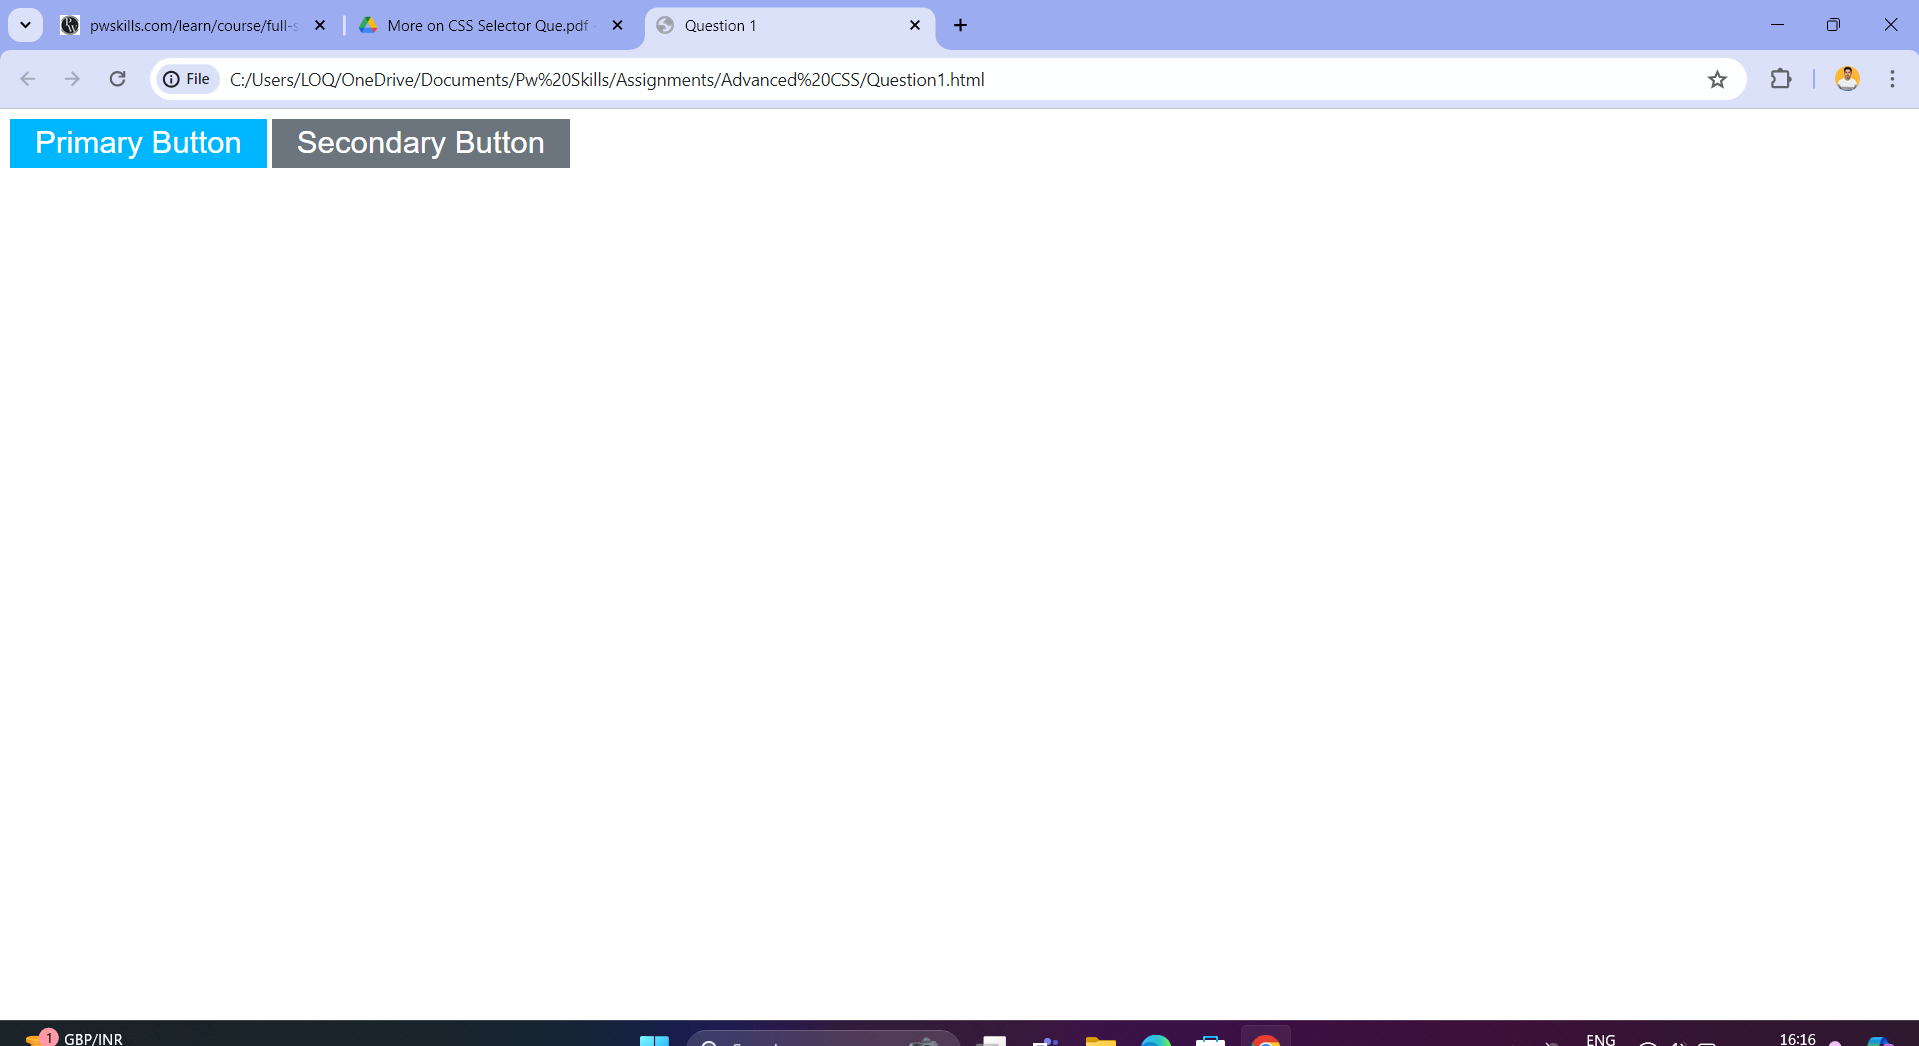 pwskills.com/learn/course/full-s
More on CSS Selector Que.pdf -
Question 1
File C:/Users/LOQ/OneDrive/Documents/Pw%20Skills/Assignments/Advanced%20CSS/Question1.html
Primary Button Secondary Button
1 GBP/INR
ENG
16:16